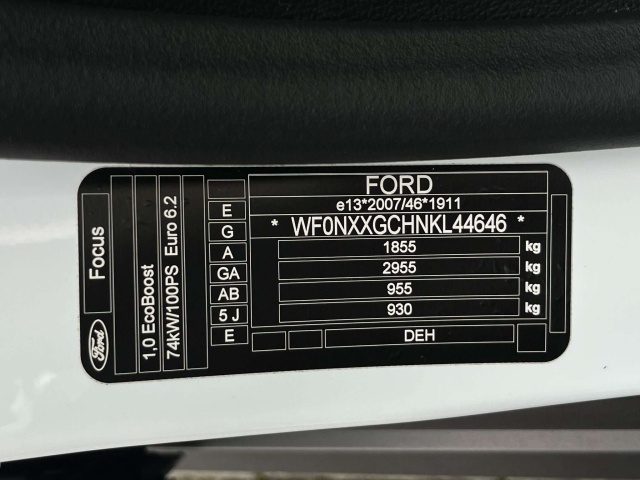 FORD
e13*2007/46*1911
* WF0NXXGCHNKL44646 *
1855 kg
2955 kg
955 kg
930 kg
DEH
E
G
A
GA
AB
5 J
E
Focus
Ford
1,0 EcoBoost
74kW/100PS Euro 6.2